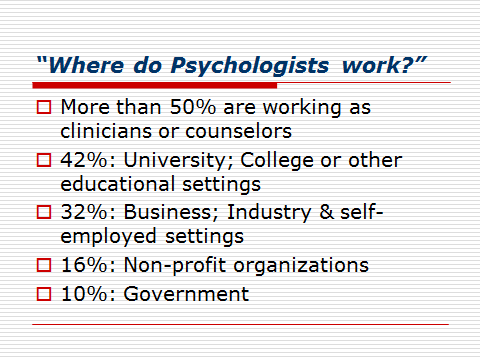 “Where do Psychologists work?”
More than 50% are working as
clinicians or counselors
42%: University; College or other
educational settings
32%: Business; Industry & self-
employed settings
16%: Non-profit organizations
10%: Government